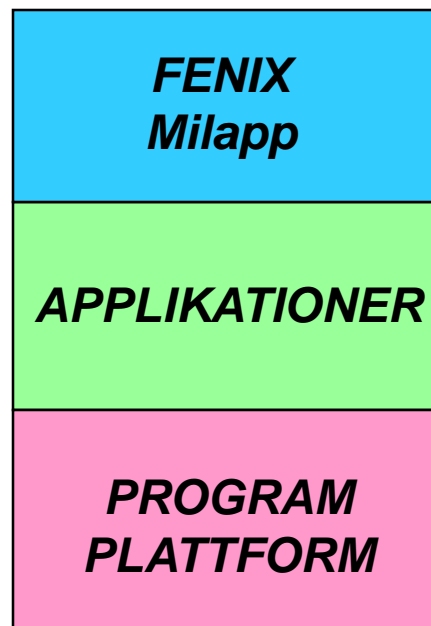 FENIX
Milapp
APPLIKATIONER
PROGRAM
PLATTFORM